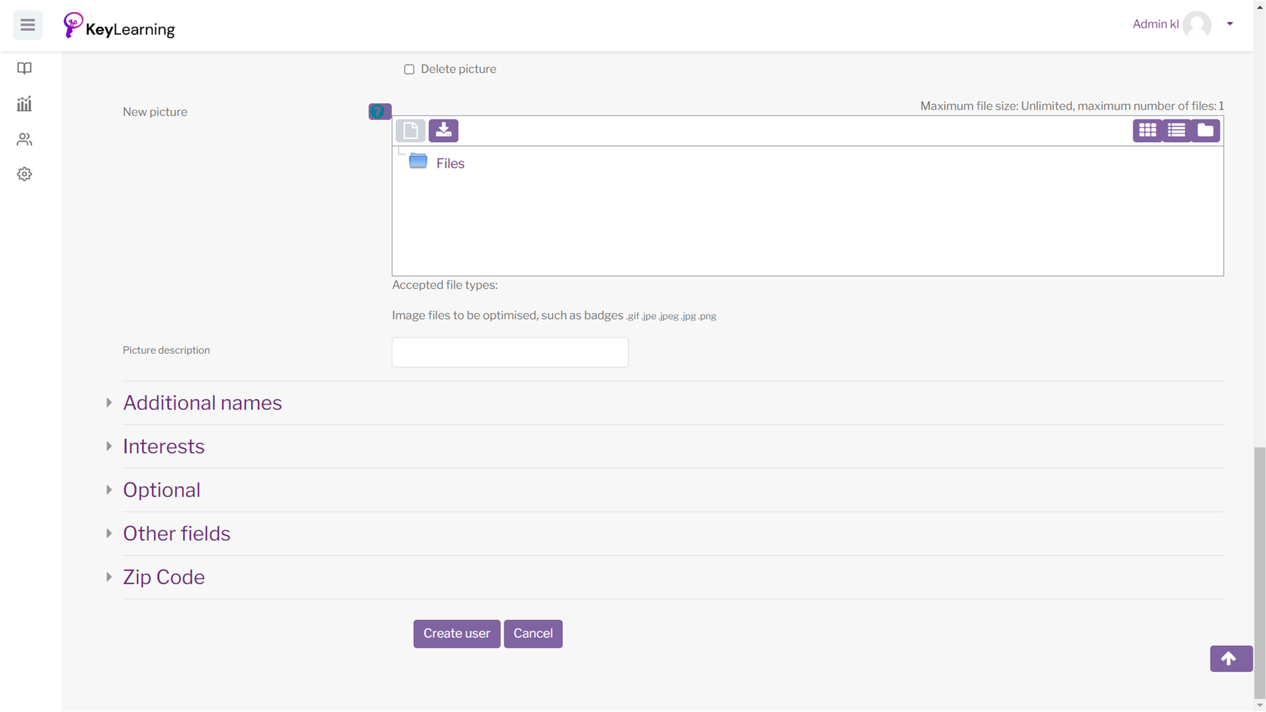 KeyLearning
Admin kl
Delete picture
New picture
?
Maximum file size: Unlimited, maximum number of files: 1
Files
Accepted file types:
Image files to be optimised, such as badges .gif .jpe .jpeg .jpg .png
Picture description
Additional names
Interests
Optional
Other fields
Zip Code
Create user
Cancel